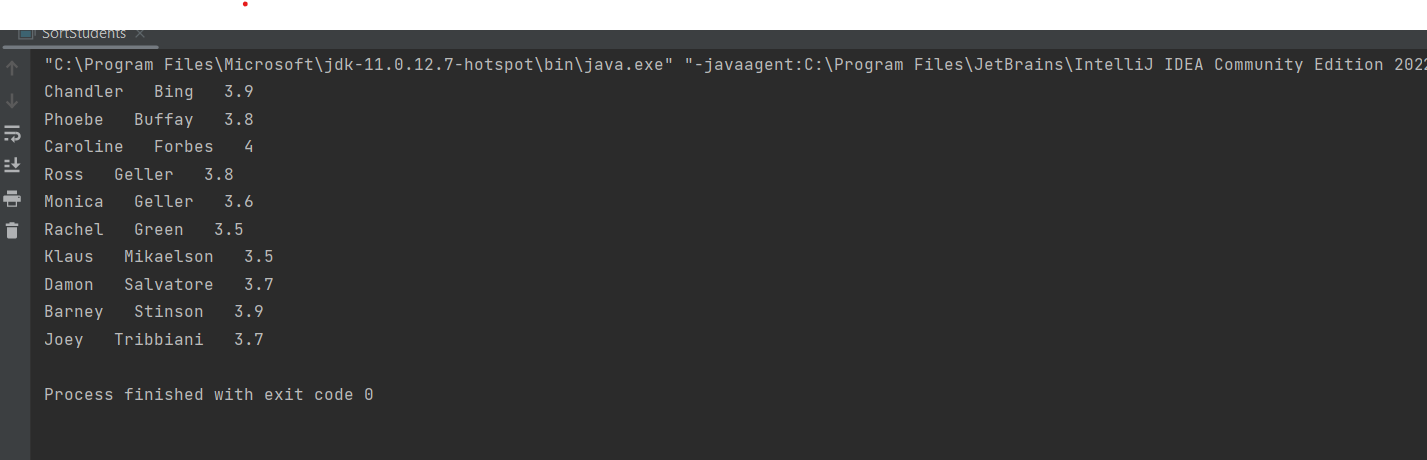 SortStudents ×
"C:\Program Files\Microsoft\jdk-11.0.12.7-hotspot\bin\java.exe" "-javaagent:C:\Program Files\JetBrains\IntelliJ IDEA Community Edition 2022
Chandler   Bing   3.9
Phoebe   Buffay   3.8
Caroline   Forbes   4
Ross   Geller   3.8
Monica   Geller   3.6
Rachel   Green   3.5
Klaus   Mikaelson   3.5
Damon   Salvatore   3.7
Barney   Stinson   3.9
Joey   Tribbiani   3.7
Process finished with exit code 0